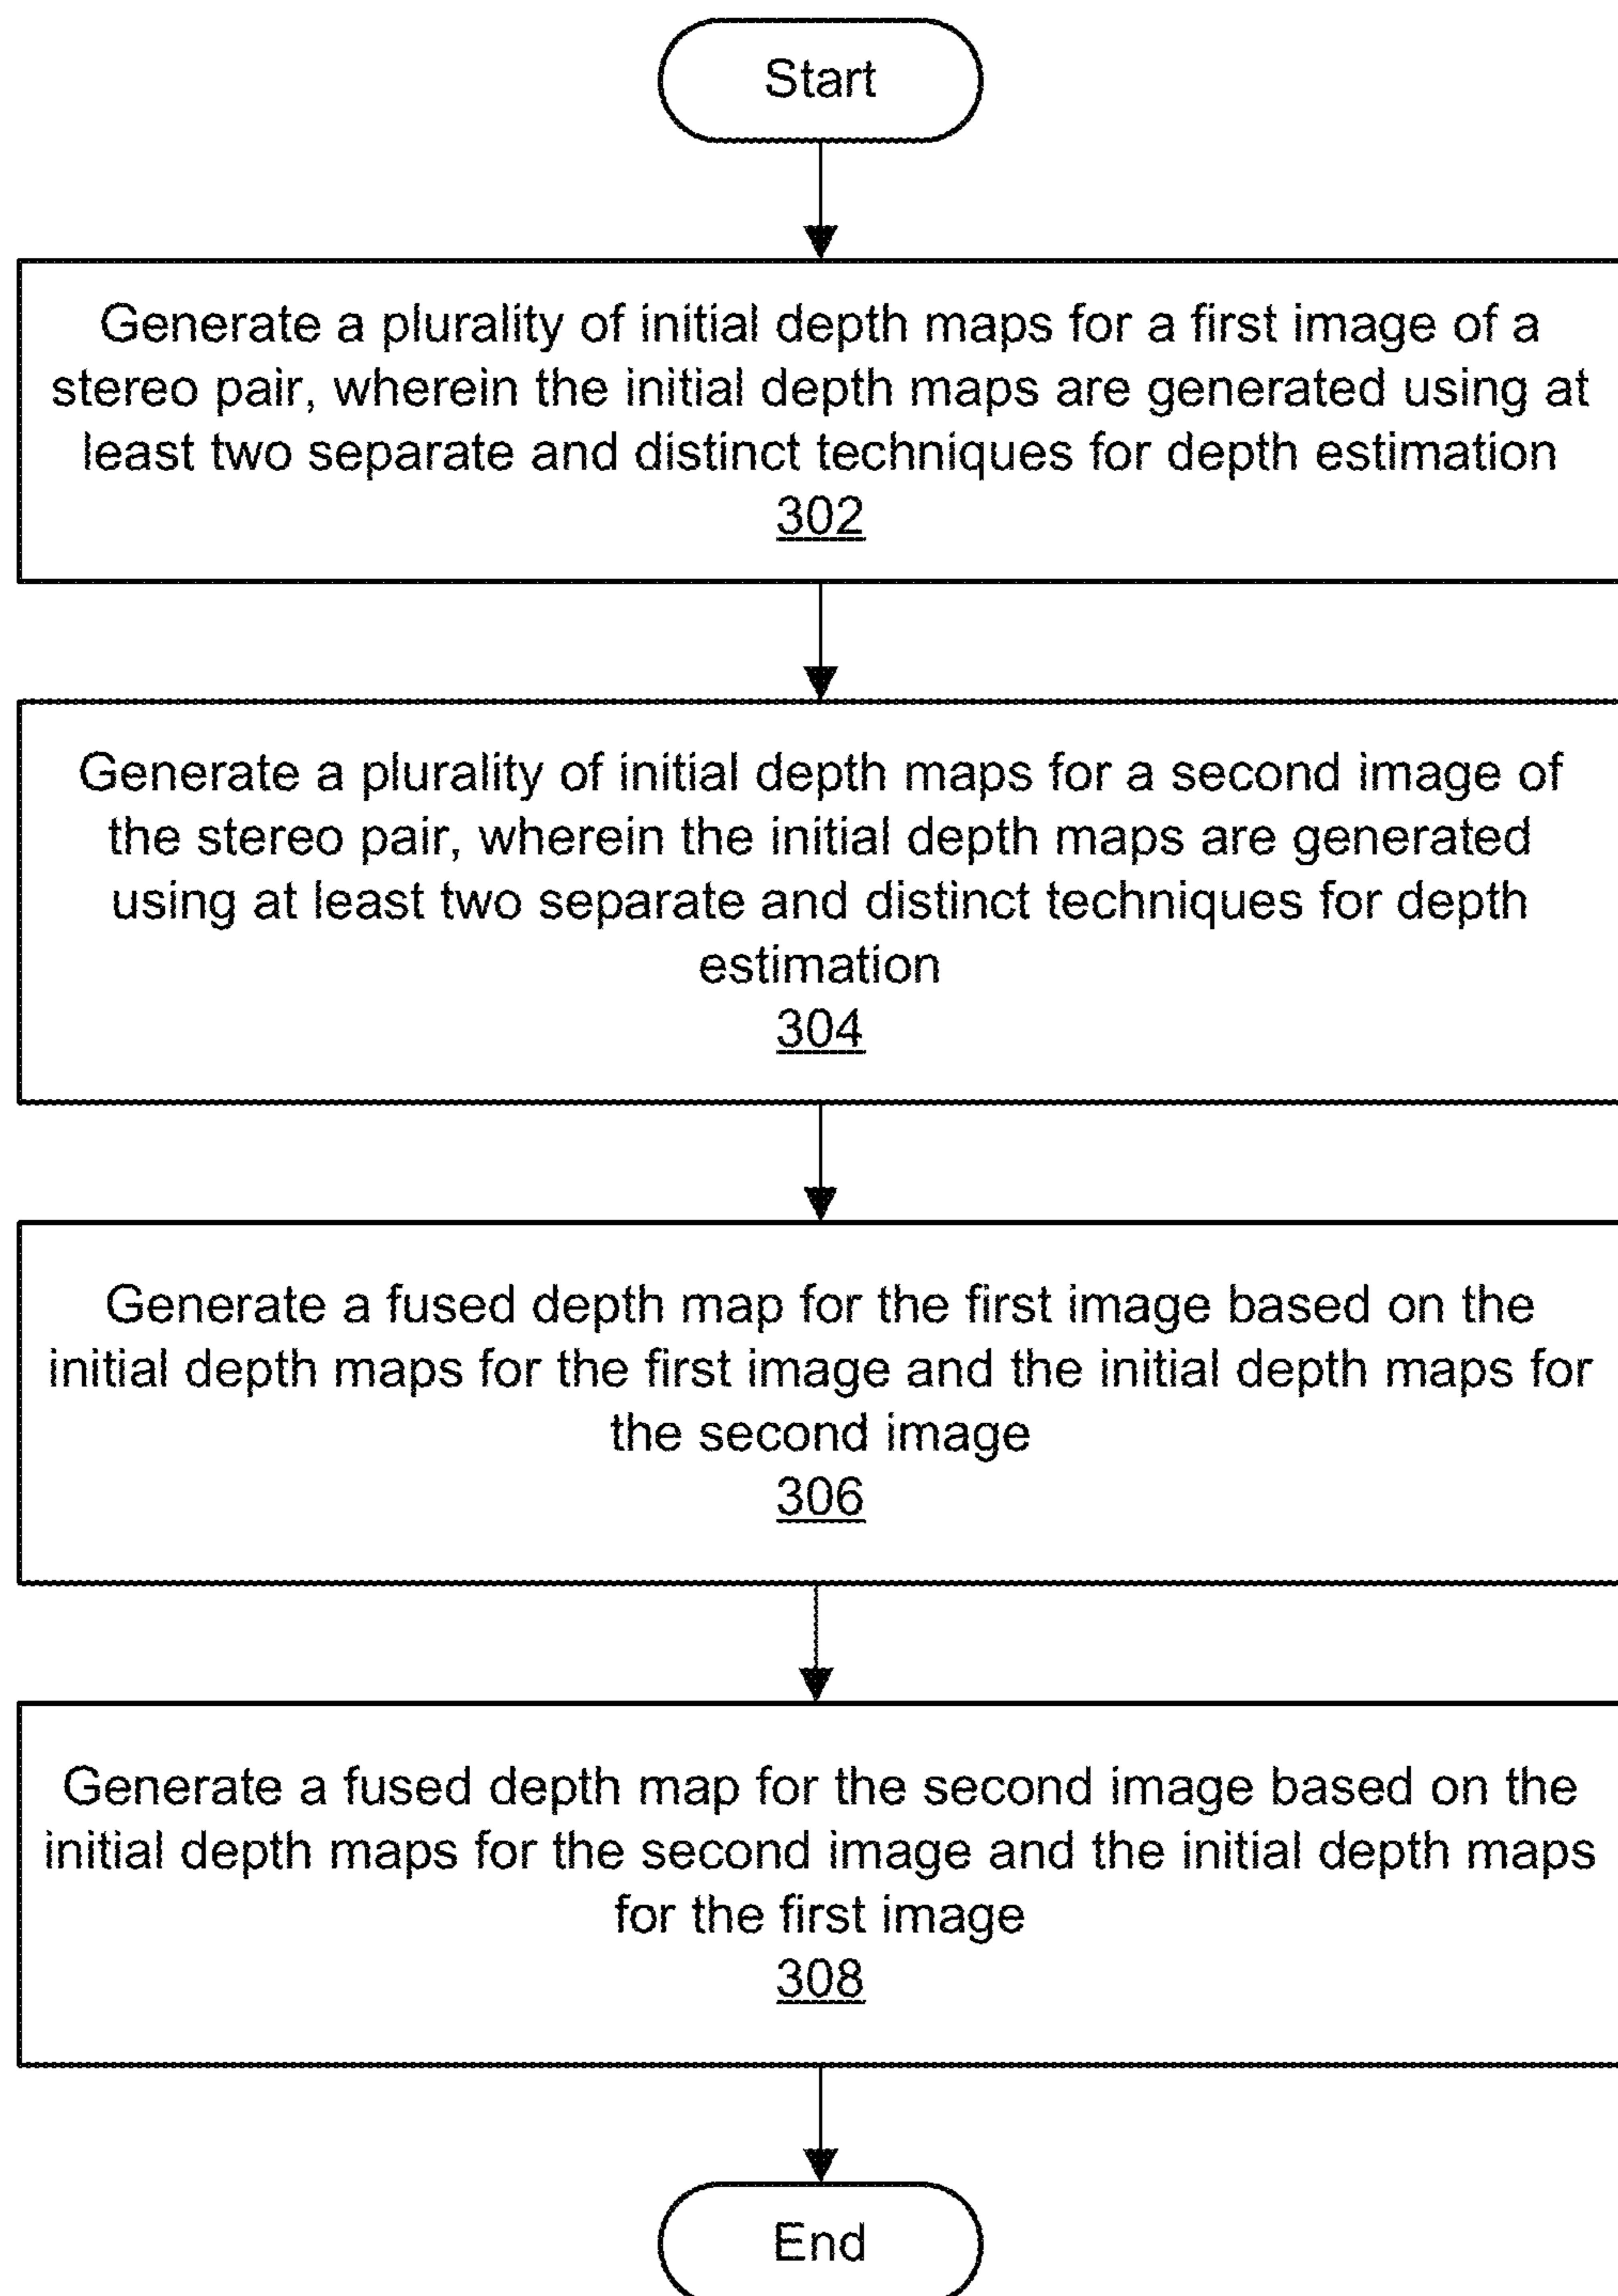 Start
Generate a plurality of initial depth maps for a first image of a
stereo pair, wherein the initial depth maps are generated using at
least two separate and distinct techniques for depth estimation
302
Generate a plurality of initial depth maps for a second image of
the stereo pair, wherein the initial depth maps are generated
using at least two separate and distinct techniques for depth
estimation
304
Generate a fused depth map for the first image based on the
initial depth maps for the first image and the initial depth maps for
the second image
306
Generate a fused depth map for the second image based on the
initial depth maps for the second image and the initial depth maps
for the first image
308
End